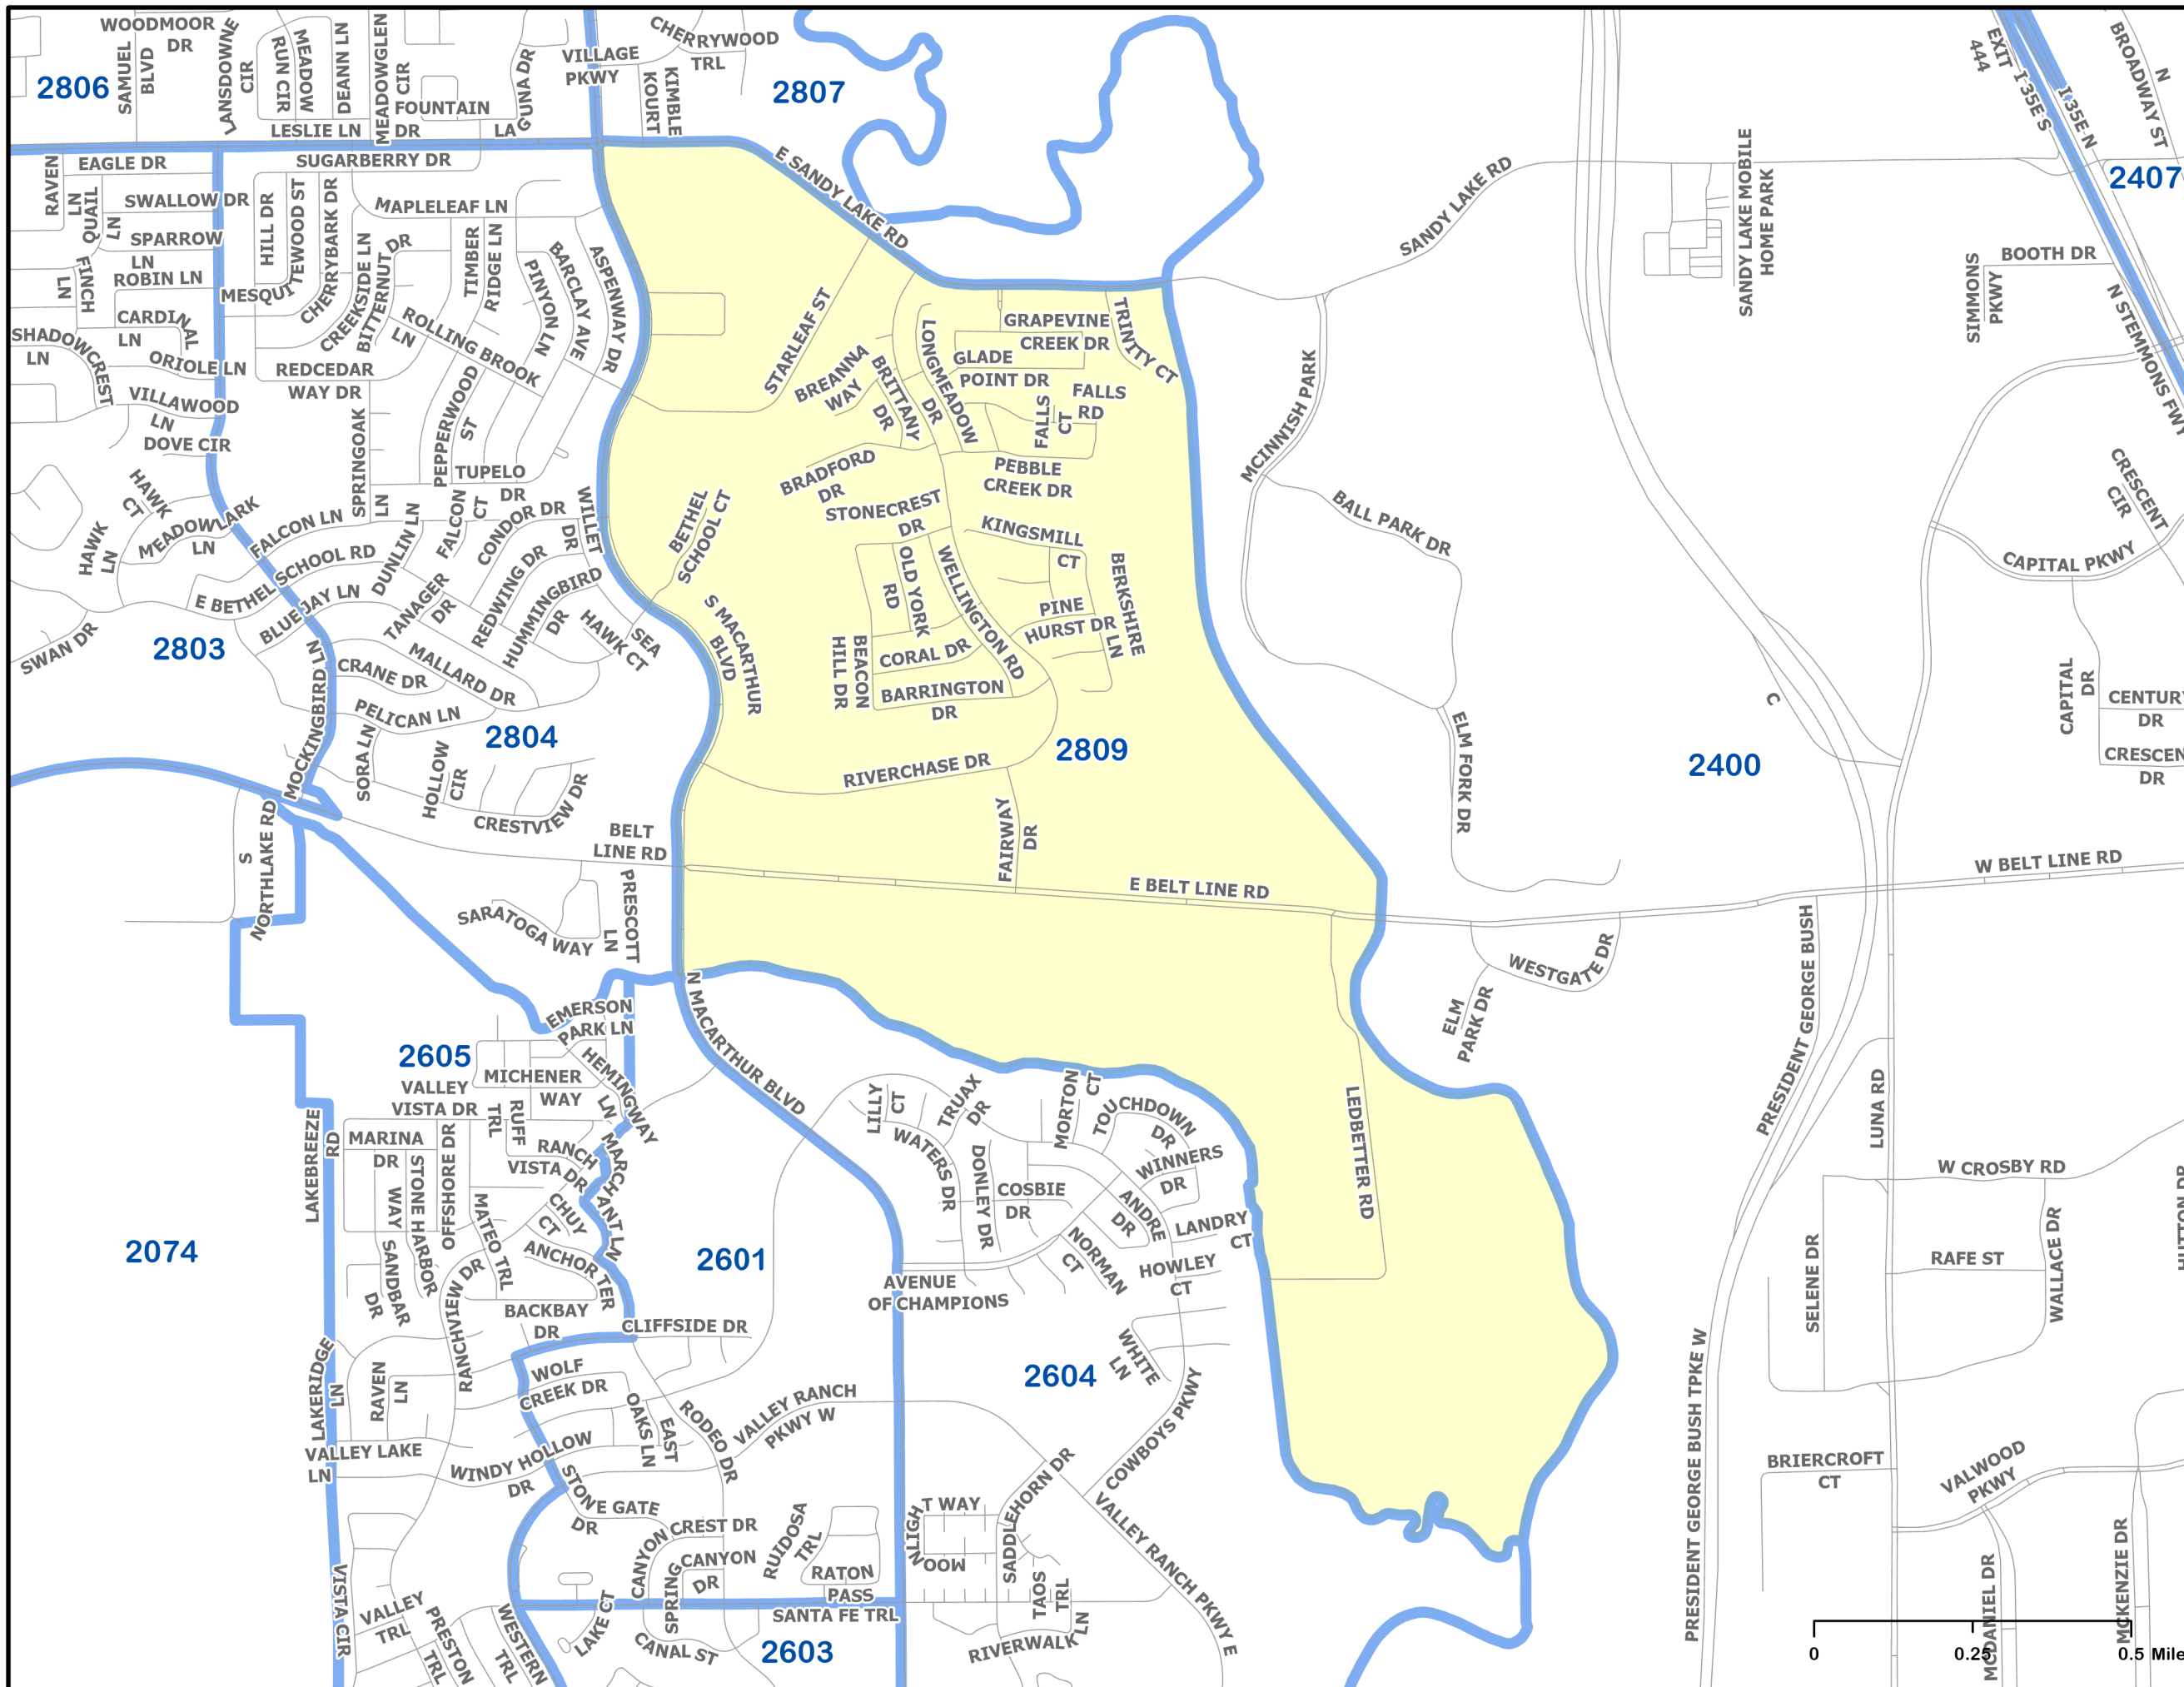 WOODMOOR
DR
SAMUEL
BLVD
LANSDOWNE
CIR
RUN CIR
MEADOW
DEANN LN
MEADOWGLEN
CIR
FOUNTAIN
DR
LAGUNA DR
LESLIE LN
VILLAGE
PKWY
CHERRYWOOD
TRL
KOURT
KIMBLE
2806
2807
EXIT
444
I 35E S
I 35E N
N
BROADWAY ST
2407
EAGLE DR
SUGARBERRY DR
RAVEN
LN
QUAIL
LN
SWALLOW DR
SPARROW
LN
ROBIN LN
FINCH
LN
CARDINAL
LN
SHADOWCREST
LN
ORIOLE LN
VILLAWOOD
LN
DOVE CIR
HILL DR
MESQUITEWOOD ST
CHERRYBARK DR
CREEKSIDE LN
BITTERNUT DR
MAPLELEAF LN
TIMBER
RIDGE LN
PINYON LN
BARCLAY AVE
ASPENWAY DR
ROLLING BROOK
LN
REDCEDAR
WAY DR
SPRINGOAK
LN
PEPPERWOOD
ST
TUPELO
DR
E SANDY LAKE RD
SANDY LAKE RD
SANDY LAKE MOBILE
HOME PARK
BOOTH DR
SIMMONS
PKWY
N STEMMONS FWY
STARLEAF ST
BREANNA
WAY
BRITTANY
DR
LONGMEADOW
DR
GRAPEVINE
CREEK DR
GLADE
POINT DR
TRINITY CT
FALLS
RD
FALLS
CT
PEBBLE
CREEK DR
BRADFORD
DR
STONECREST
DR
KINGSMILL
CT
MCINNISH PARK
BALL PARK DR
CRESCENT
CIR
CAPITAL PKWY
HAWK
CT
HAWK
LN
MEADOWLARK
LN
FALCON LN
E BETHEL SCHOOL RD
BLUE JAY LN
DUNLIN LN
FALCON
CT
CONDOR DR
WILLET
DR
TANAGER
DR
REDWING DR
HUMMINGBIRD
DR
SEA
HAWK CT
BETHEL
SCHOOL CT
S MACARTHUR
BLVD
OLD YORK
RD
WELLINGTON RD
PINE
HURST DR
BERKSHIRE
LN
BEACON
HILL DR
CORAL DR
BARRINGTON
DR
SWAN DR
2803
MOCKINGBIRD LN
CRANE DR
MALLARD DR
PELICAN LN
2804
SORA LN
HOLLOW
CIR
CRESTVIEW DR
RIVERCHASE DR
2809
ELM FORK DR
C
2400
CAPITAL
DR
CENTURY
DR
CRESCEN
DR
S
NORTHLAKE RD
BELT
LINE RD
PRESCOTT
LN
SARATOGA WAY
FAIRWAY
DR
E BELT LINE RD
W BELT LINE RD
WESTGATE DR
ELM
PARK DR
PRESIDENT GEORGE BUSH
LUNA RD
EMERSON
PARK LN
2605
HEMINGWAY
LN
MICHENER
WAY
VALLEY
VISTA DR
RUFF
TRL
N MACARTHUR BLVD
LAKEBREEZE
RD
MARINA
DR
STONE HARBOR
WAY
OFFSHORE DR
RANCH
VISTA DR
MARCHANT LN
CHUY
CT
MATEO TRL
ANCHOR TER
SANDBAR
DR
BACKBAY
DR
RANCHVIEW DR
2074
2601
CLIFFSIDE DR
LILLY
CT
TRUAX
DR
MORTON
CT
TOUCHDOWN
DR
WATERS DR
DONLEY DR
COSBIE
DR
WINNERS
DR
ANDRE
DR
LANDRY
CT
NORMAN
CT
HOWLEY
CT
AVENUE
OF CHAMPIONS
LEDBETTER RD
W CROSBY RD
SELENE DR
RAFE ST
WALLACE DR
HUTTON DR
LAKERIDGE
LN
RAVEN
LN
WOLF
CREEK DR
OAKS LN
EAST
RODEO DR
VALLEY RANCH
PKWY W
2604
WHITE
LN
COWBOYS PKWY
VALLEY LAKE
LN
WINDY HOLLOW
DR
STONE GATE
DR
CREST DR
CANYON
CANYON
DR
SPRING
RUIDOSA
TRL
RATON
PASS
SANTA FE TRL
T WAY
MOO
NLIGH
SADDLEHORN DR
TAOS
TRL
LN
RIVERWALK
VALLEY RANCH PKWY E
PRESIDENT GEORGE BUSH TPKE W
BRIERCROFT
CT
VALWOOD
PKWY
MCDANIEL DR
MCKENZIE DR
VISTA CIR
VALLEY
TRL
PRESTON
TRL
WESTERN
TRL
LAKE CT
CANAL ST
2603
0
0.25
0.5 Mile